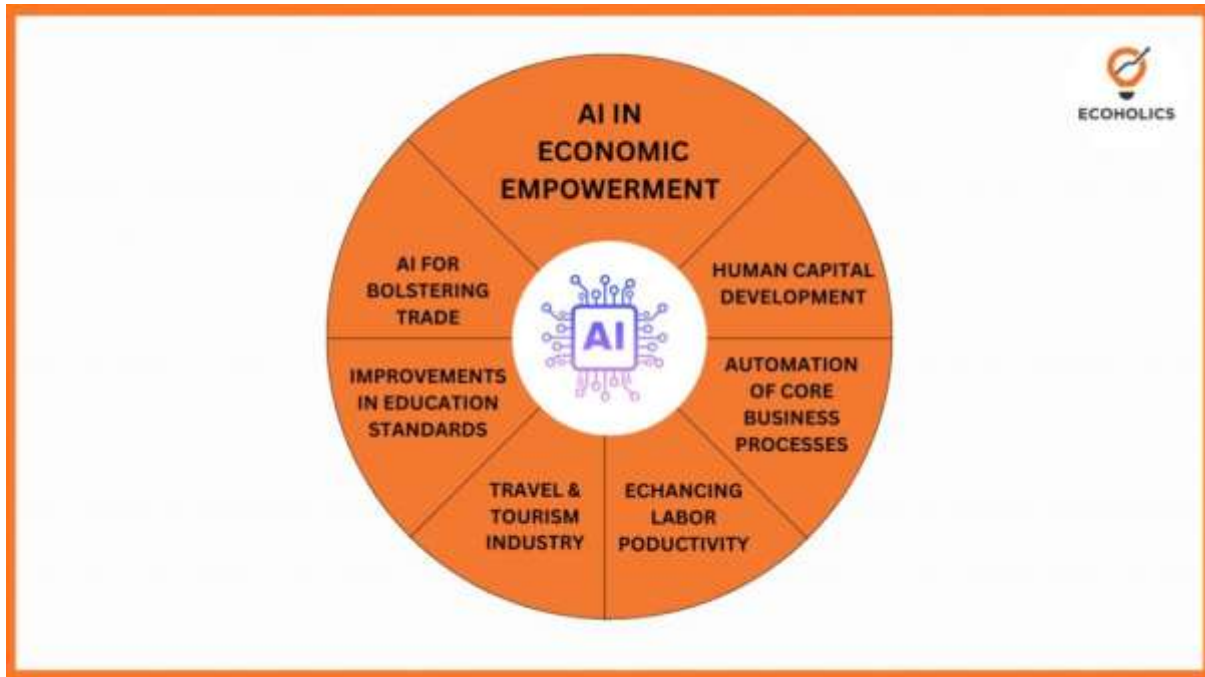 AI IN
ECONOMIC
EMPOWERMENT
ECOHOLICS
AI FOR
BOLSTERING
TRADE
HUMAN CAPITAL
DEVELOPMENT
AI
IMPROVEMENTS
IN EDUCATION
STANDARDS
AUTOMATION
OF CORE
BUSINESS
PROCESSES
TRAVEL &
TOURISM
INDUSTRY
ECHANCING
LABOR
PODUCTIVITY